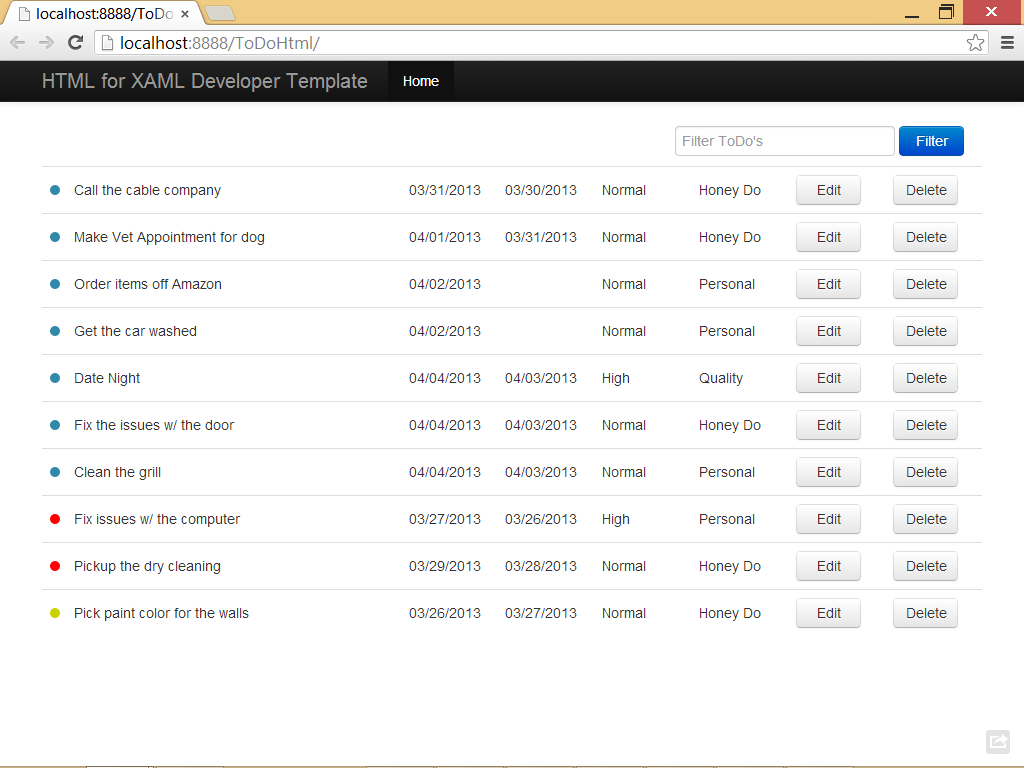 localhost:8888/ToDo
localhost:8888/ToDoHtml/
HTML for XAML Developer Template Home
Filter ToDo's Filter
Call the cable company 03/31/2013 03/30/2013 Normal Honey Do Edit Delete
Make Vet Appointment for dog 04/01/2013 03/31/2013 Normal Honey Do Edit Delete
Order items off Amazon 04/02/2013 Normal Personal Edit Delete
Get the car washed 04/02/2013 Normal Personal Edit Delete
Date Night 04/04/2013 04/03/2013 High Quality Edit Delete
Fix the issues w/ the door 04/04/2013 04/03/2013 Normal Honey Do Edit Delete
Clean the grill 04/04/2013 04/03/2013 Normal Personal Edit Delete
Fix issues w/ the computer 03/27/2013 03/26/2013 High Personal Edit Delete
Pickup the dry cleaning 03/29/2013 03/28/2013 Normal Honey Do Edit Delete
Pick paint color for the walls 03/26/2013 03/27/2013 Normal Honey Do Edit Delete